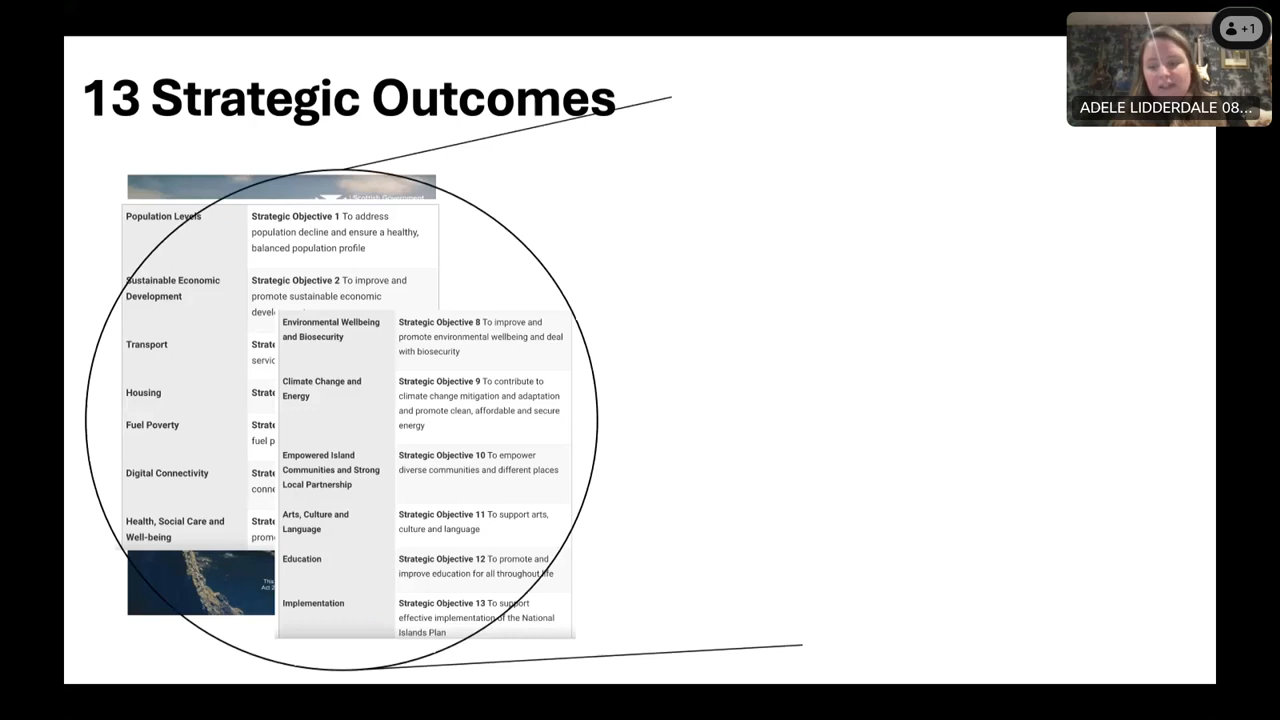 13 Strategic Outcomes
+1
ADELE LIDDERDALE 08...
Scottish Government
Population Levels
Strategic Objective 1 To address
population decline and ensure a healthy,
balanced population profile
Sustainable Economic
Development
Strategic Objective 2 To improve and
promote sustainable economic
Transport
Housing
Fuel Poverty
Digital Connectivity
Health, Social Care and
Well-being
This
Act 2
Environmental Wellbeing
and Biosecurity
Strategic Objective 8 To improve and
promote environmental wellbeing and deal
with biosecurity
Climate Change and
Energy
Strategic Objective 9 To contribute to
climate change mitigation and adaptation
and promote clean, affordable and secure
energy
Empowered Island
Communities and Strong
Local Partnership
Strategic Objective 10 To empower
diverse communities and different places
Arts, Culture and
Language
Strategic Objective 11 To support arts,
culture and language
Education
Strategic Objective 12 To promote and
improve education for all throughout life
Implementation
Strategic Objective 13 To support
effective implementation of the National
Islands Plan